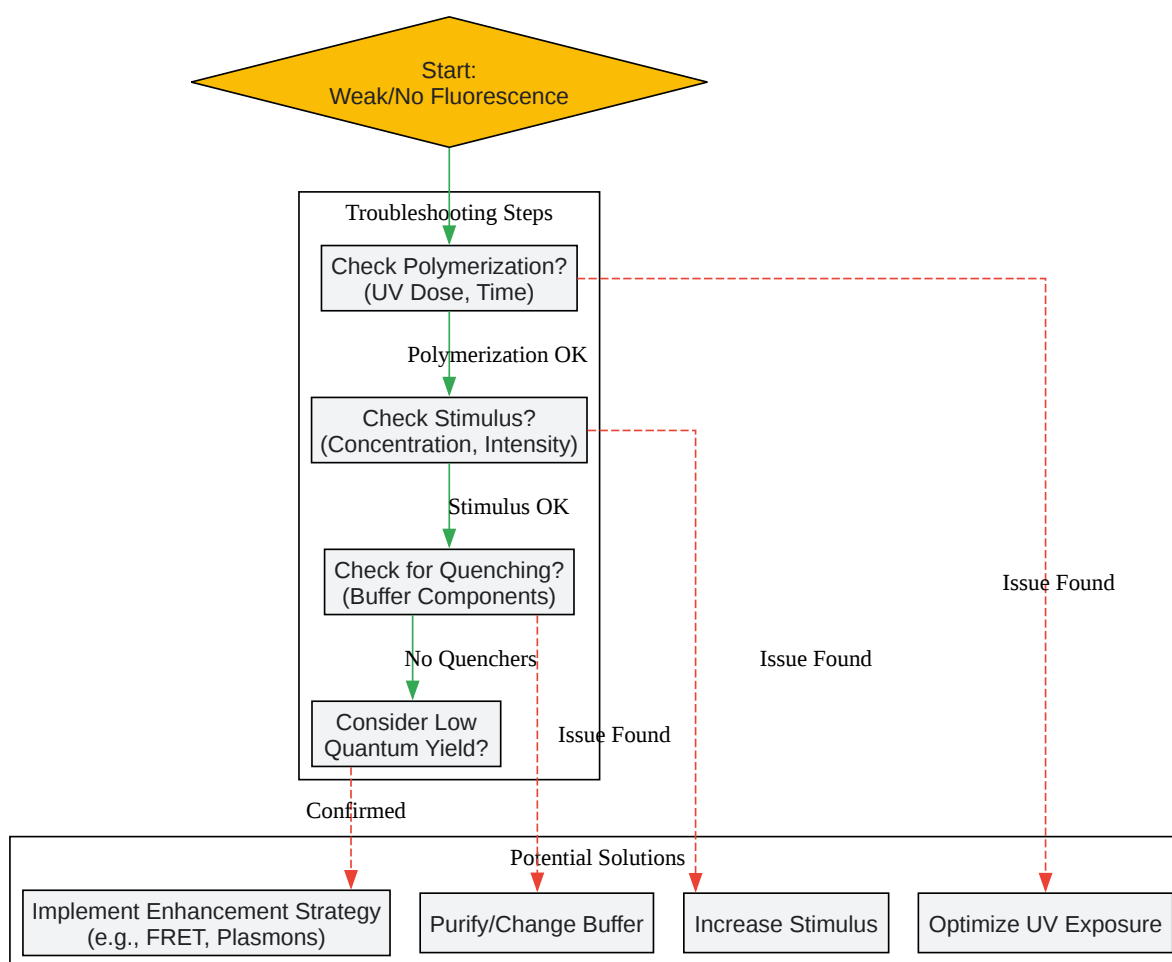 Start:
Weak/No Fluorescence
Troubleshooting Steps
Check Polymerization?
(UV Dose, Time)
Polymerization OK
Check Stimulus?
(Concentration, Intensity)
Stimulus OK
Check for Quenching?
(Buffer Components)
Issue Found
No Quenchers
Issue Found
Consider Low
Quantum Yield?
Issue Found
Confirmed
Potential Solutions
Implement Enhancement Strategy
(e.g., FRET, Plasmons)
Purify/Change Buffer
Increase Stimulus
Optimize UV Exposure